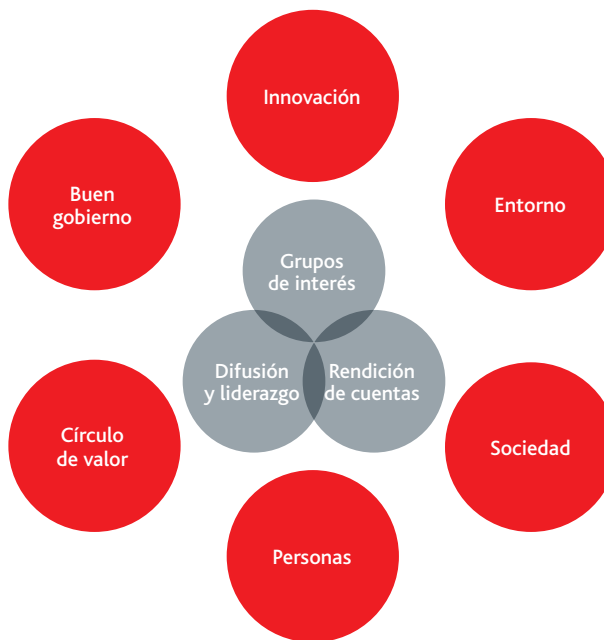 Innovación
Buen
gobierno
Entorno
Grupos
de interés
Difusión
y liderazgo
Rendición
de cuentas
Círculo
de valor
Sociedad
Personas